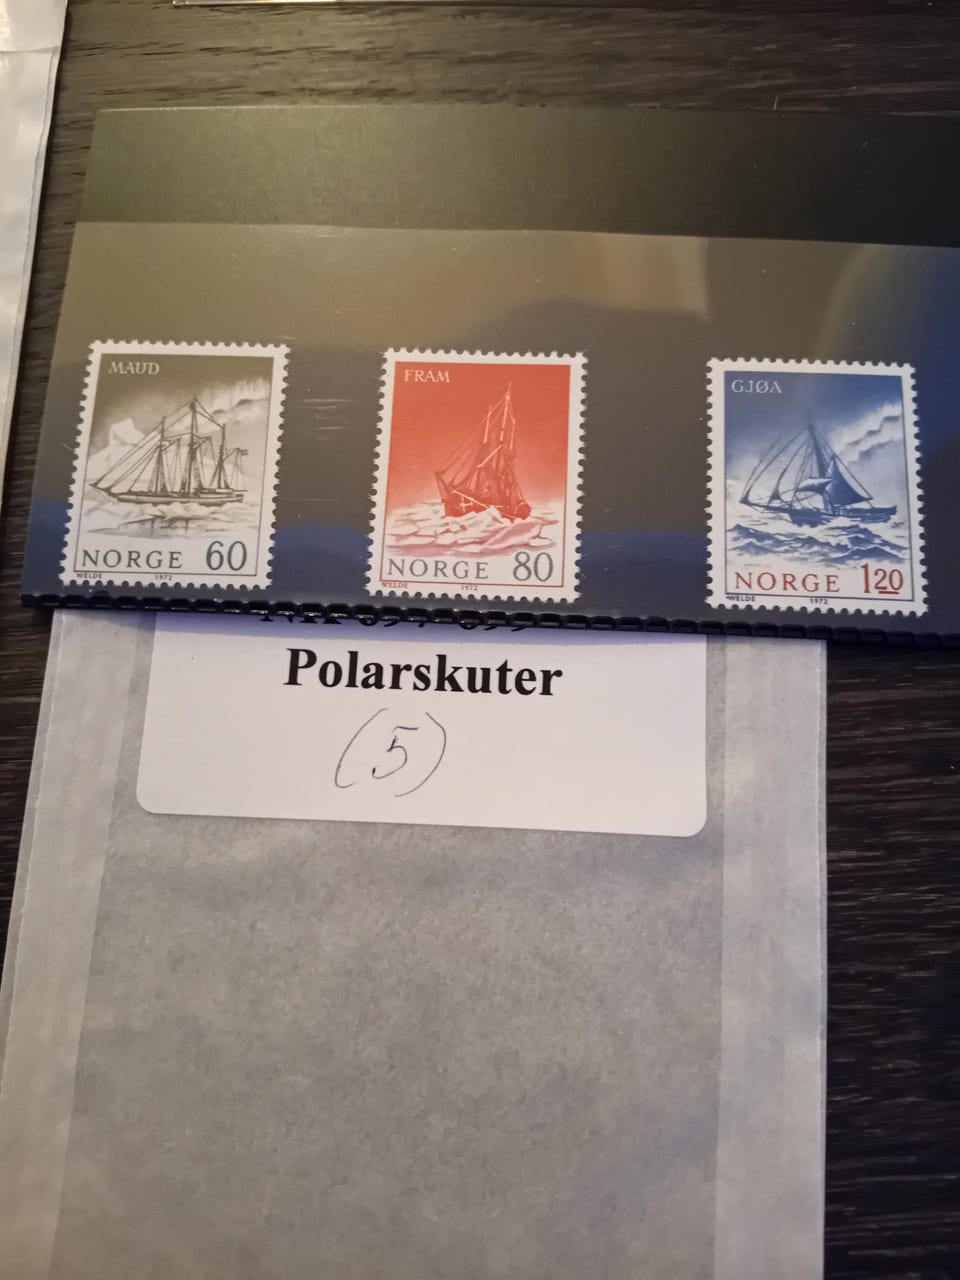 MAUD
NORGE 60
WELDE 1972
FRAM
NORGE 80
WELDE 1972
GJØA
NORGE 1 20
WELDE 1972
Polarskuter
(5)